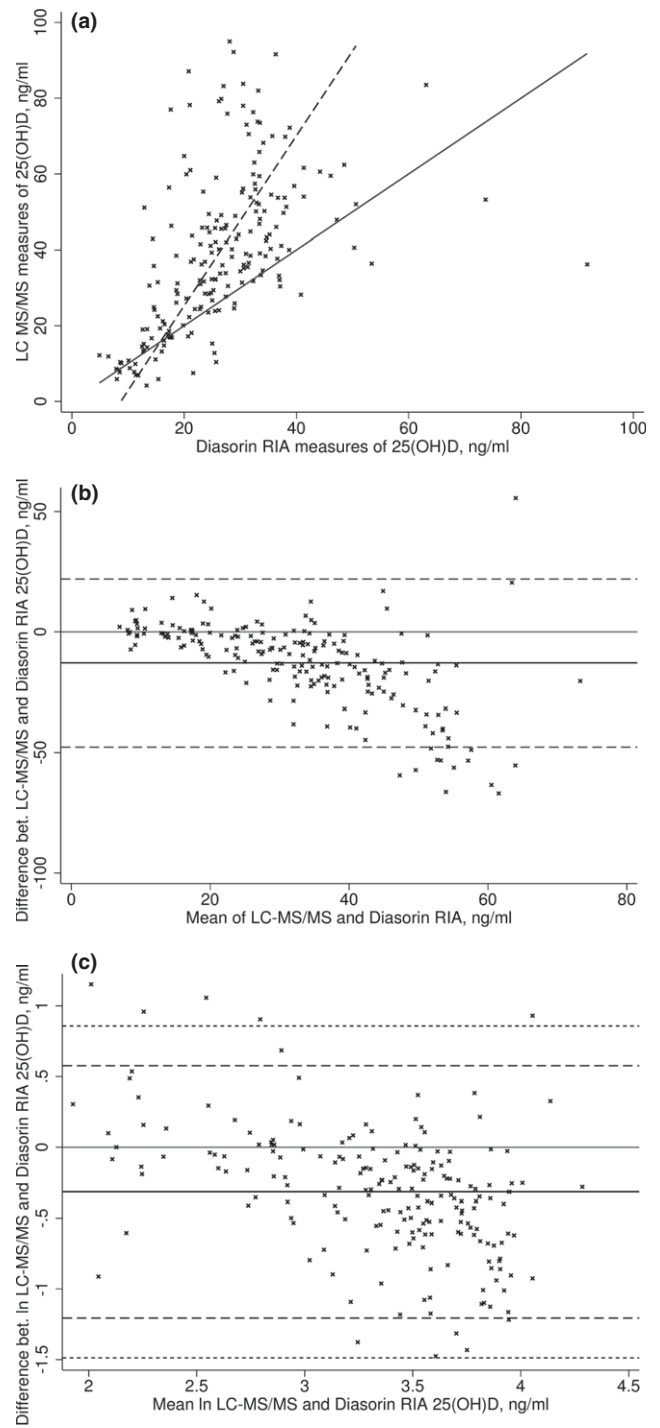 (a)
LC MS/MS measures of 25(OH)D, ng/ml
100
80
60
40
20
0
0 20 40 60 80 100
Diasorin RIA measures of 25(OH)D, ng/ml
(b)
Difference bet. LC-MS/MS and Diasorin RIA 25(OH)D, ng/ml
50
0
-50
-100
0 20 40 60 80
Mean of LC-MS/MS and Diasorin RIA, ng/ml
(c)
Difference bet. ln LC-MS/MS and Diasorin RIA 25(OH)D, ng/ml
1
.5
0
-.5
-1
-1.5
2 2.5 3 3.5 4 4.5
Mean ln LC-MS/MS and Diasorin RIA 25(OH)D, ng/ml